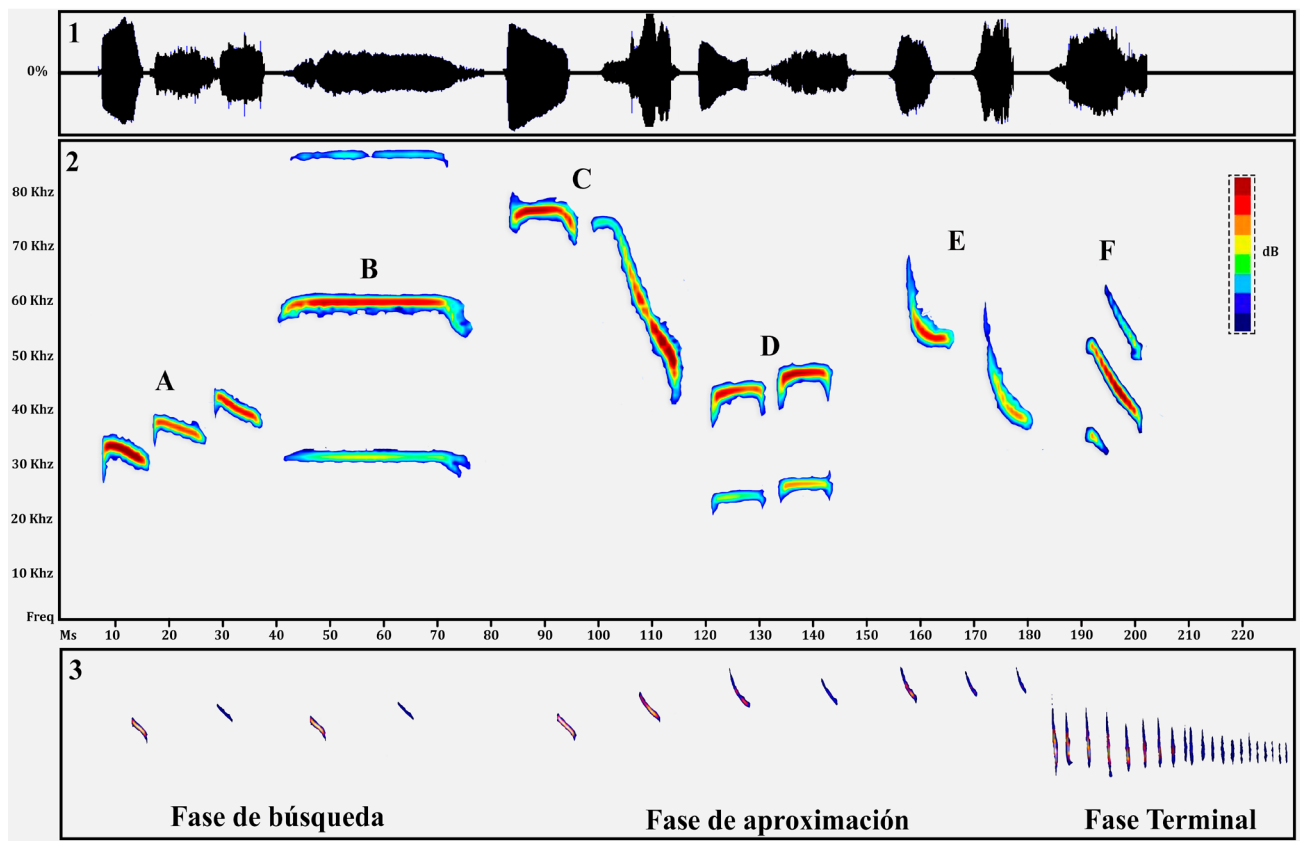 1
0%
2
80 Khz
70 Khz
60 Khz
50 Khz
40 Khz
30 Khz
20 Khz
10 Khz
Freq
A
B
C
D
E
F
dB
Ms 10 20 30 40 50 60 70 80 90 100 110 120 130 140 150 160 170 180 190 200 210 220
3
Fase de búsqueda
Fase de aproximación
Fase Terminal